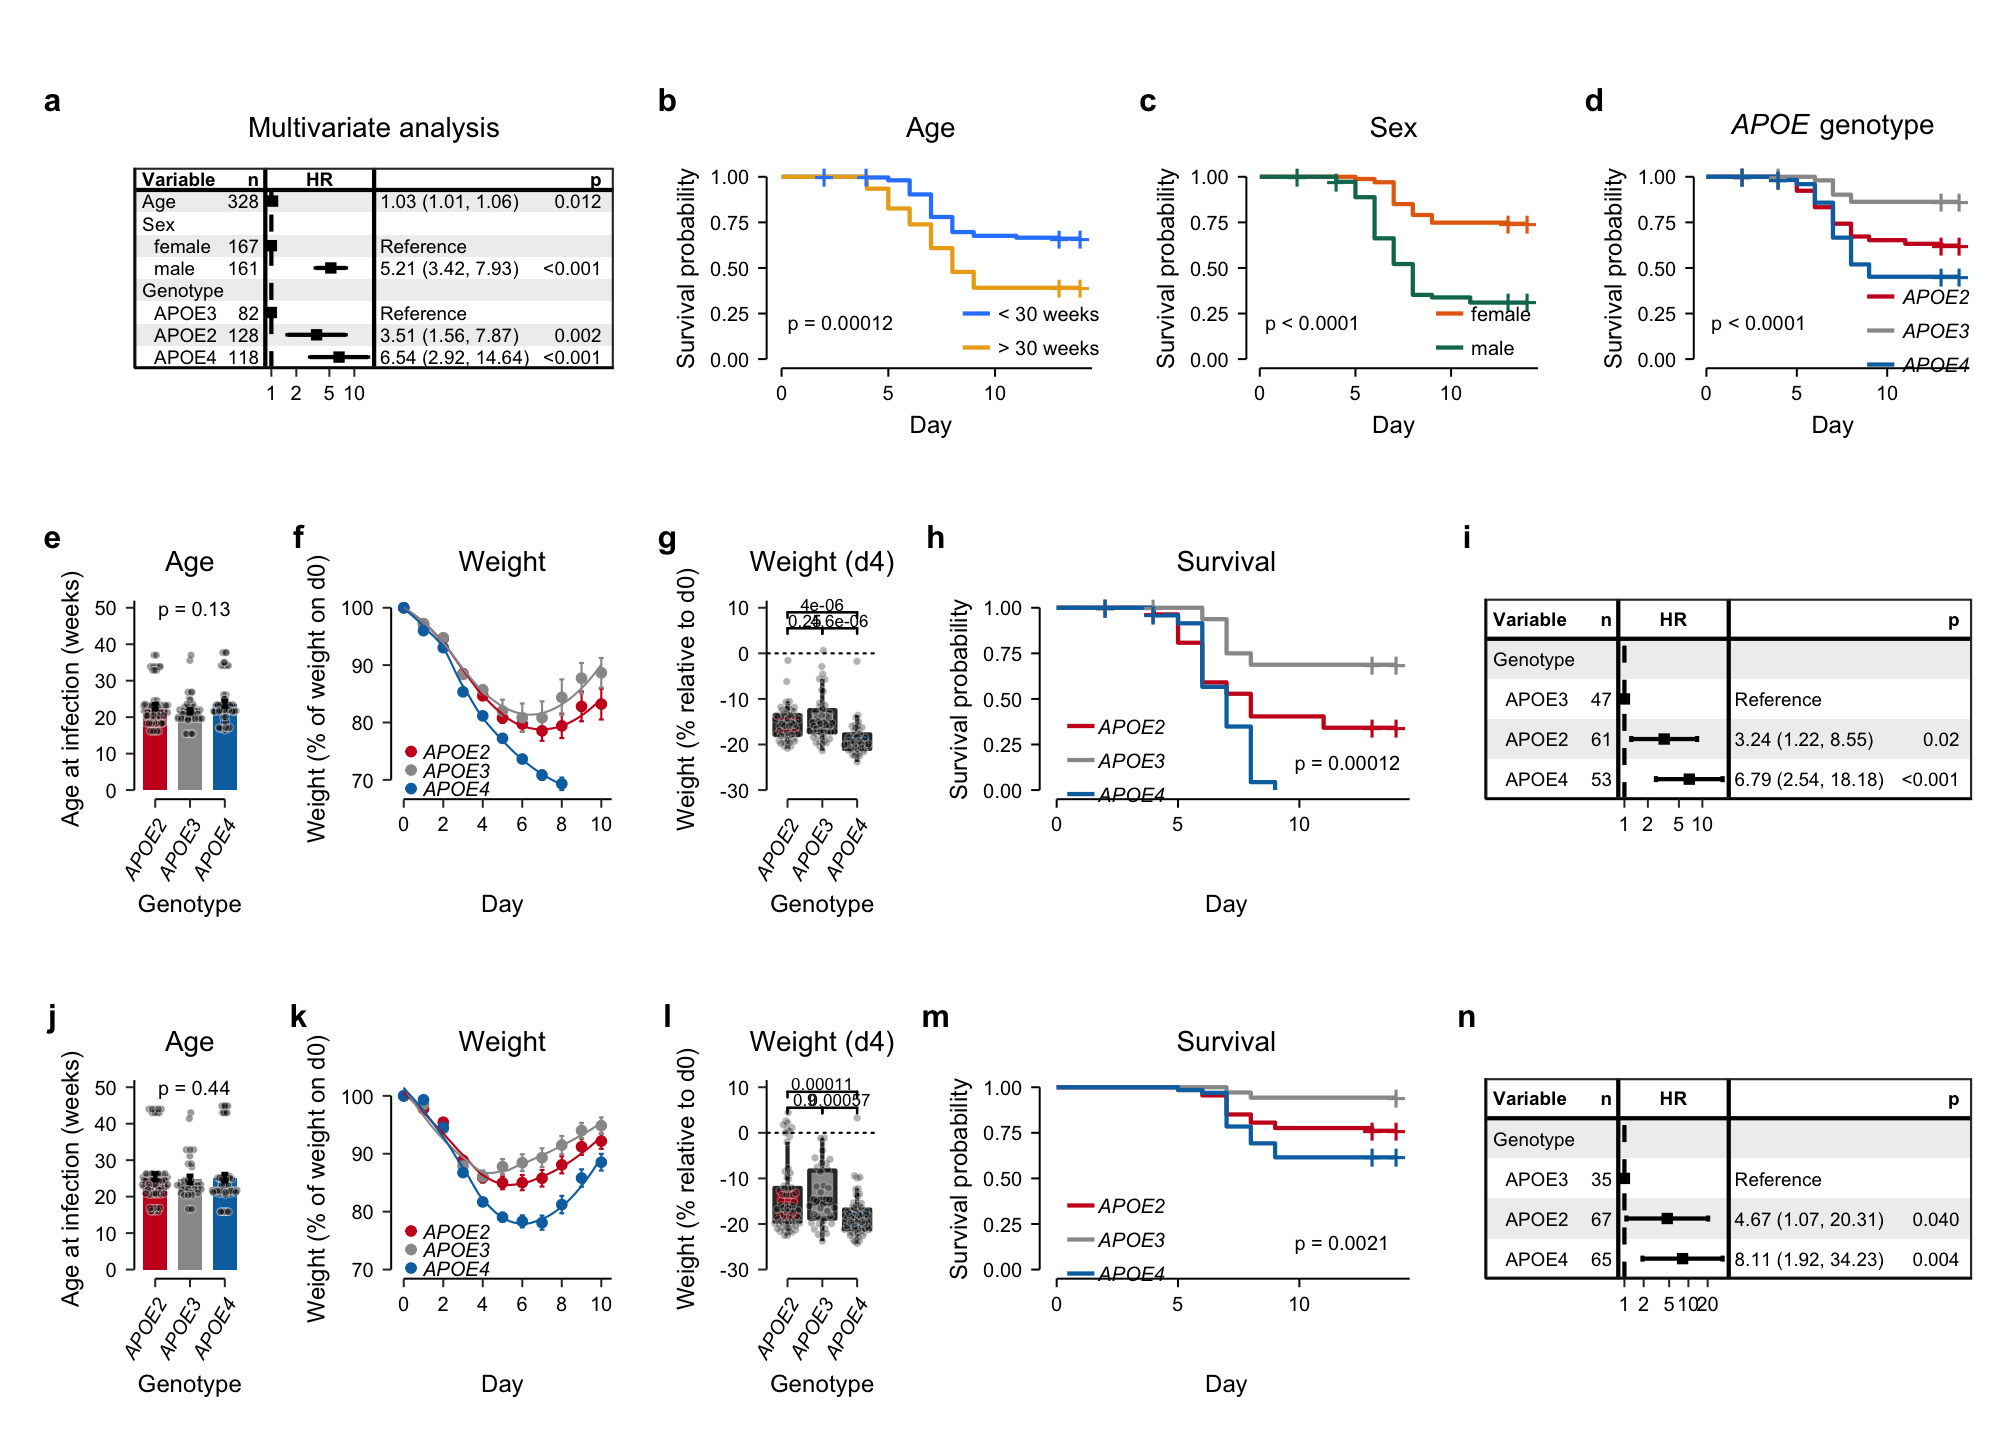 a
Multivariate analysis
Variable n HR p
Age 328 1.03 (1.01, 1.06) 0.012
Sex
female 167 Reference
male 161 5.21 (3.42, 7.93) <0.001
Genotype
APOE3 82 Reference
APOE2 128 3.51 (1.56, 7.87) 0.002
APOE4 118 6.54 (2.92, 14.64) <0.001
1 2 5 10
b
Age
Survival probability
1.00
0.75
0.50
0.25
0.00
p = 0.00012
< 30 weeks
> 30 weeks
0 5 10
Day
c
Sex
Survival probability
1.00
0.75
0.50
0.25
0.00
p < 0.0001
female
male
0 5 10
Day
d
APOE genotype
Survival probability
1.00
0.75
0.50
0.25
0.00
p < 0.0001
APOE2
APOE3
APOE4
0 5 10
Day
e
Age
Age at infection (weeks)
p = 0.13
50
40
30
20
10
0
APOE2 APOE3 APOE4
Genotype
f
Weight
Weight (% of weight on d0)
100
90
80
70
APOE2
APOE3
APOE4
0 2 4 6 8 10
Day
g
Weight (d4)
Weight (% relative to d0)
4e-06
0.25 4.6e-06
10
0
-10
-20
-30
APOE2 APOE3 APOE4
Genotype
h
Survival
Survival probability
1.00
0.75
0.50
0.25
0.00
APOE2
APOE3
APOE4
p = 0.00012
0 5 10
Day
i
Variable n HR p
Genotype
APOE3 47 Reference
APOE2 61 3.24 (1.22, 8.55) 0.02
APOE4 53 6.79 (2.54, 18.18) <0.001
1 2 5 10
j
Age
Age at infection (weeks)
p = 0.44
50
40
30
20
10
0
APOE2 APOE3 APOE4
Genotype
k
Weight
Weight (% of weight on d0)
100
90
80
70
APOE2
APOE3
APOE4
0 2 4 6 8 10
Day
l
Weight (d4)
Weight (% relative to d0)
0.00011
0.00057
10
0
-10
-20
-30
APOE2 APOE3 APOE4
Genotype
m
Survival
Survival probability
1.00
0.75
0.50
0.25
0.00
APOE2
APOE3
APOE4
p = 0.0021
0 5 10
Day
n
Variable n HR p
Genotype
APOE3 35 Reference
APOE2 67 4.67 (1.07, 20.31) 0.040
APOE4 65 8.11 (1.92, 34.23) 0.004
1 2 5 10 20